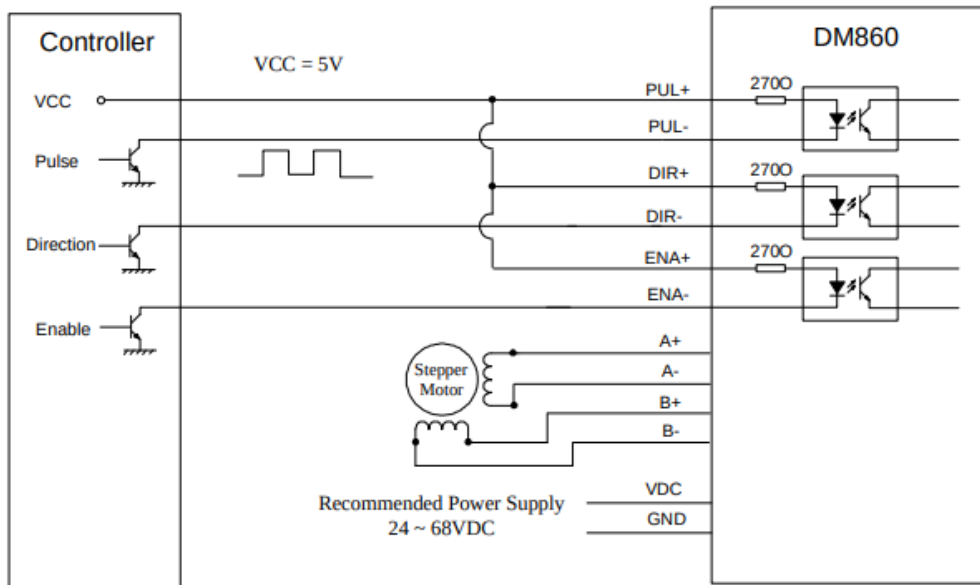 Controller
DM860
VCC = 5V
VCC
PUL+
270O
PUL-
Pulse
DIR+
270O
DIR-
Direction
ENA+
270O
ENA-
Enable
A+
Stepper
Motor
A-
B+
B-
Recommended Power Supply
24 ~ 68VDC
VDC
GND